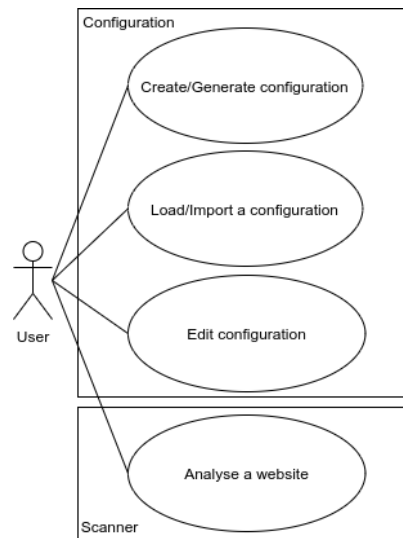 Configuration
Create/Generate configuration
Load/Import a configuration
User
Edit configuration
Analyse a website
Scanner